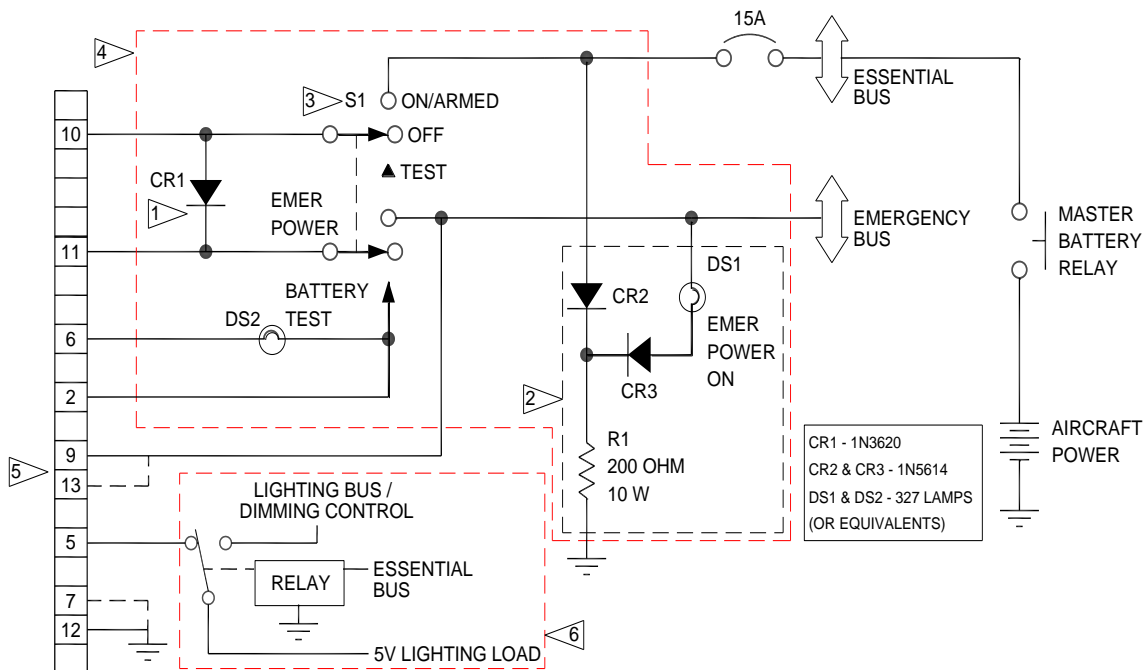 15A
4
ESSENTIAL
BUS
3 S1
ON/ARMED
10
OFF
CR1
TEST
1
EMER
POWER
EMERGENCY
BUS
MASTER
BATTERY
RELAY
11
DS1
BATTERY
TEST
CR2
DS2
EMER
POWER
ON
6
CR3
2
2
R1
200 OHM
10 W
AIRCRAFT
POWER
CR1 - 1N3620
CR2 & CR3 - 1N5614
DS1 & DS2 - 327 LAMPS
(OR EQUIVALENTS)
9
5
13
LIGHTING BUS /
DIMMING CONTROL
5
RELAY
ESSENTIAL
BUS
7
12
6
5V LIGHTING LOAD